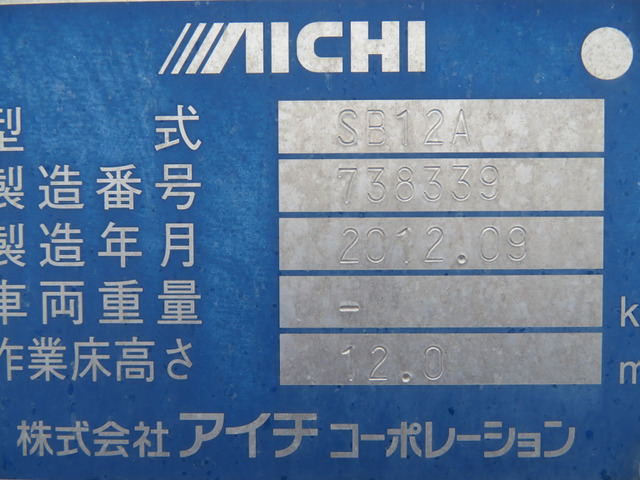 AICHI
型式 SB12A
製造番号 738339
製造年月 2012.09
車両重量 - k
作業床高さ 12.0 m
株式会社アイチコーポレーション